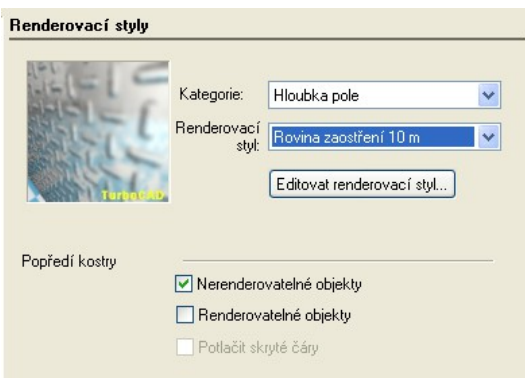 Renderovací styly
TurboCAD
Kategorie: Hloubka pole
Renderovací styl: Rovina zaostření 10 m
Editovat renderovací styl...
Popředí kostry
Nerenderovatelné objekty
Renderovatelné objekty
Potlačit skryté čáry